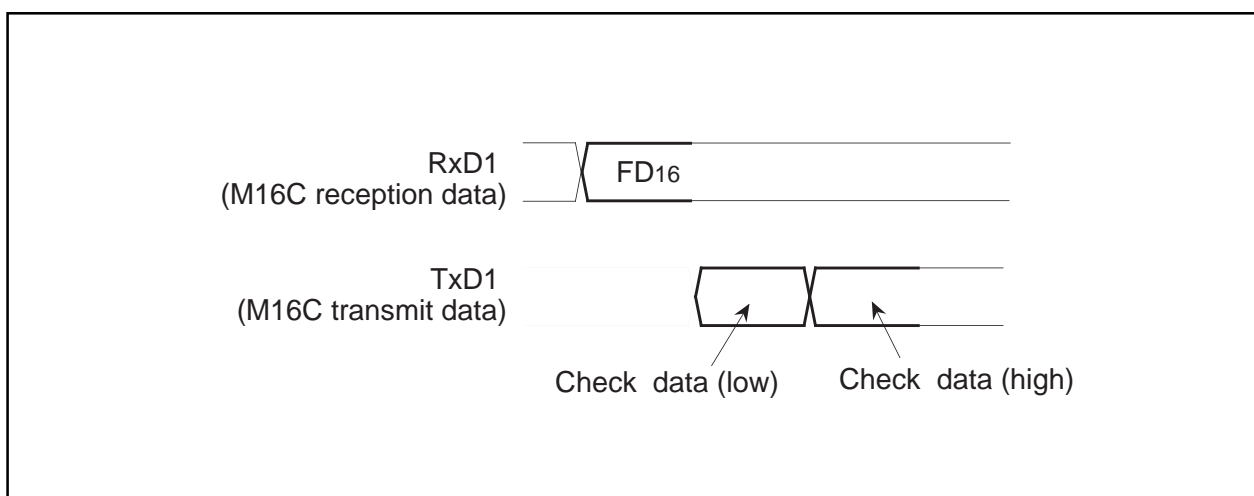 RxD1
(M16C reception data)
FD16
TxD1
(M16C transmit data)
Check data (low)
Check data (high)